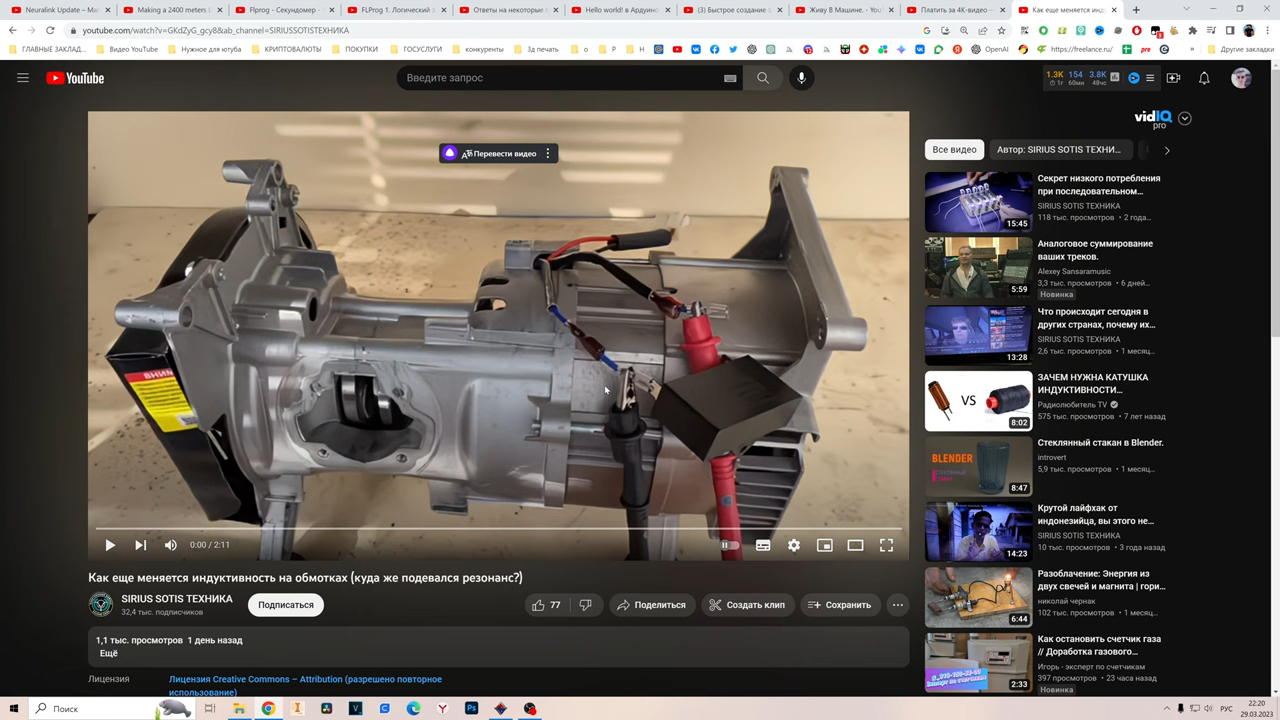 Neuralink Update – Ma
Making a 2400 meters
Flprog - Секундомер -
FLProg 1. Логический э
Ответы на некоторые в
Hello world! в Ардуино
(3) Быстрое создание в
Живу В Машине. - You
Платить за 4K-видео —
Как еще меняется инд
youtube.com/watch?v=GKdZyG_gcy8&ab_channel=SIRIUSSOTISТЕХНИКА
ГЛАВНЫЕ ЗАКЛАД...
Видео YouTube
Нужное для ютуба
КРИПТОВАЛЮТЫ
ПОКУПКИ
ГОСУСЛУГИ
конкуренты
3д печать
о
Р
Н
OpenAI
https://freelance.ru/
Другие закладки
YouTube
Введите запрос
1.3K 154 3.8K
1г 60мн 48чс
vidIQ
pro
Перевести видео
ВНИМ
0:00 / 2:11
Как еще меняется индуктивность на обмотках (куда же подевался резонанс?)
SIRIUS SOTIS ТЕХНИКА
32,4 тыс. подписчиков
Подписаться
77
Поделиться
Создать клип
Сохранить
1,1 тыс. просмотров 1 день назад
Ещё
Лицензия
Лицензия Creative Commons – Attribution (разрешено повторное
использование)
Все видео
Автор: SIRIUS SOTIS ТЕХНИ...
Секрет низкого потребления
при последовательном...
SIRIUS SOTIS ТЕХНИКА
118 тыс. просмотров • 2 года...
15:45
Аналоговое суммирование
ваших треков.
Alexey Sansaramusic
3,3 тыс. просмотров • 6 дней...
Новинка
5:59
Что происходит сегодня в
других странах, почему их...
SIRIUS SOTIS ТЕХНИКА
2,6 тыс. просмотров • 1 месяц...
13:28
ЗАЧЕМ НУЖНА КАТУШКА
ИНДУКТИВНОСТИ...
Радиолюбитель TV
575 тыс. просмотров • 7 лет назад
VS
8:02
Стеклянный стакан в Blender.
introvert
5,9 тыс. просмотров • 1 месяц...
BLENDER
8:47
Крутой лайфхак от
индонезийца, вы этого не...
SIRIUS SOTIS ТЕХНИКА
10 тыс. просмотров • 3 года назад
14:23
Разоблачение: Энергия из
двух свечей и магнита | гори...
николай чернак
102 тыс. просмотров • 1 месяц...
6:44
Как остановить счетчик газа
// Доработка газового...
Игорь - эксперт по счетчикам
397 просмотров • 23 часа назад
Новинка
2:33
Поиск
РУС
22:20
29.03.2023